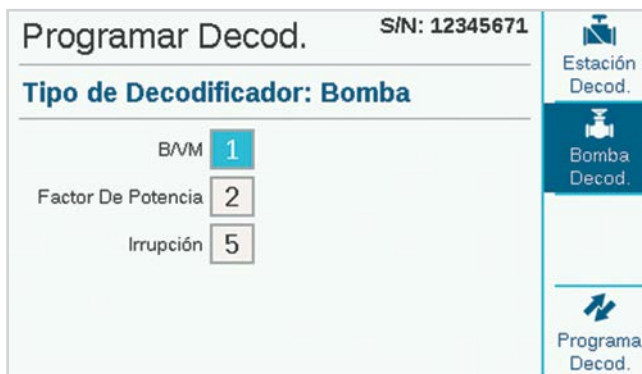 Programar Decod.
S/N: 12345671
Tipo de Decodificador: Bomba
B/VM 1
Factor De Potencia 2
Irrupción 5
Estación
Decod.
Bomba
Decod.
Programa
Decod.